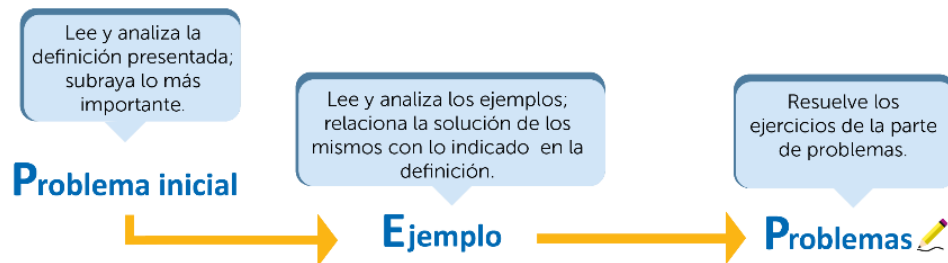 Lee y analiza la
definición presentada;
subraya lo más
importante.
Problema inicial
Lee y analiza los ejemplos;
relaciona la solución de los
mismos con lo indicado en la
definición.
Ejemplo
Resuelve los
ejercicios de la parte
de problemas.
Problemas